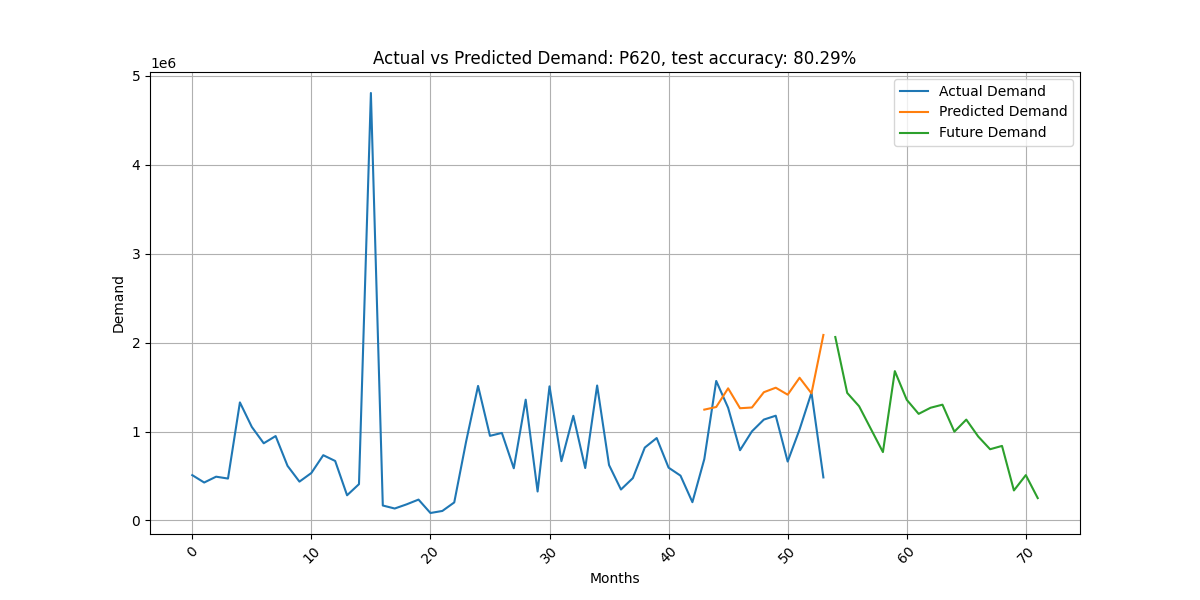 Actual vs Predicted Demand: P620, test accuracy: 80.29%
1e6
5
4
3
2
1
0
Demand
Actual Demand
Predicted Demand
Future Demand
0
10
20
30
40
50
60
70
Months